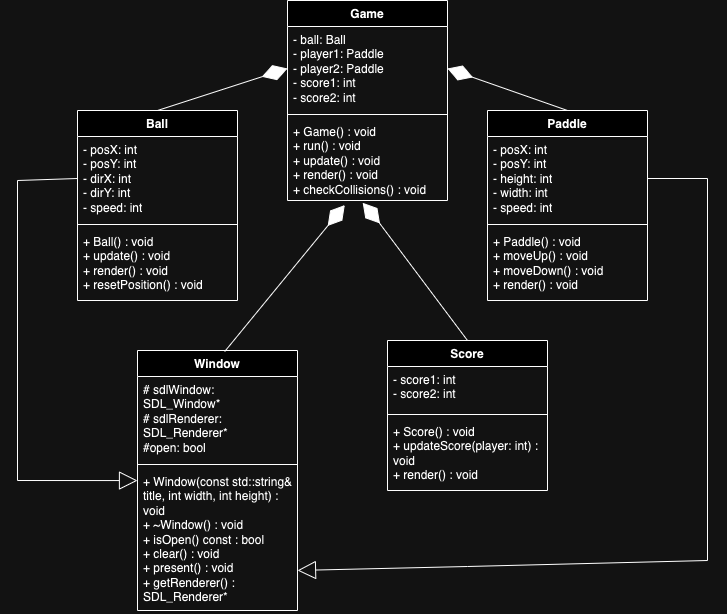 Game
- ball: Ball
- player1: Paddle
- player2: Paddle
- score1: int
- score2: int
+ Game() : void
+ run() : void
+ update() : void
+ render() : void
+ checkCollisions() : void
Ball
- posX: int
- posY: int
- dirX: int
- dirY: int
- speed: int
+ Ball() : void
+ update() : void
+ render() : void
+ resetPosition() : void
Paddle
- posX: int
- posY: int
- height: int
- width: int
- speed: int
+ Paddle() : void
+ moveUp() : void
+ moveDown() : void
+ render() : void
Window
# sdlWindow:
SDL_Window*
# sdlRenderer:
SDL_Renderer*
#open: bool
+ Window(const std::string&
title, int width, int height) :
void
+ ~Window() : void
+ isOpen() const : bool
+ clear() : void
+ present() : void
+ getRenderer() :
SDL_Renderer*
Score
- score1: int
- score2: int
+ Score() : void
+ updateScore(player: int) :
void
+ render() : void